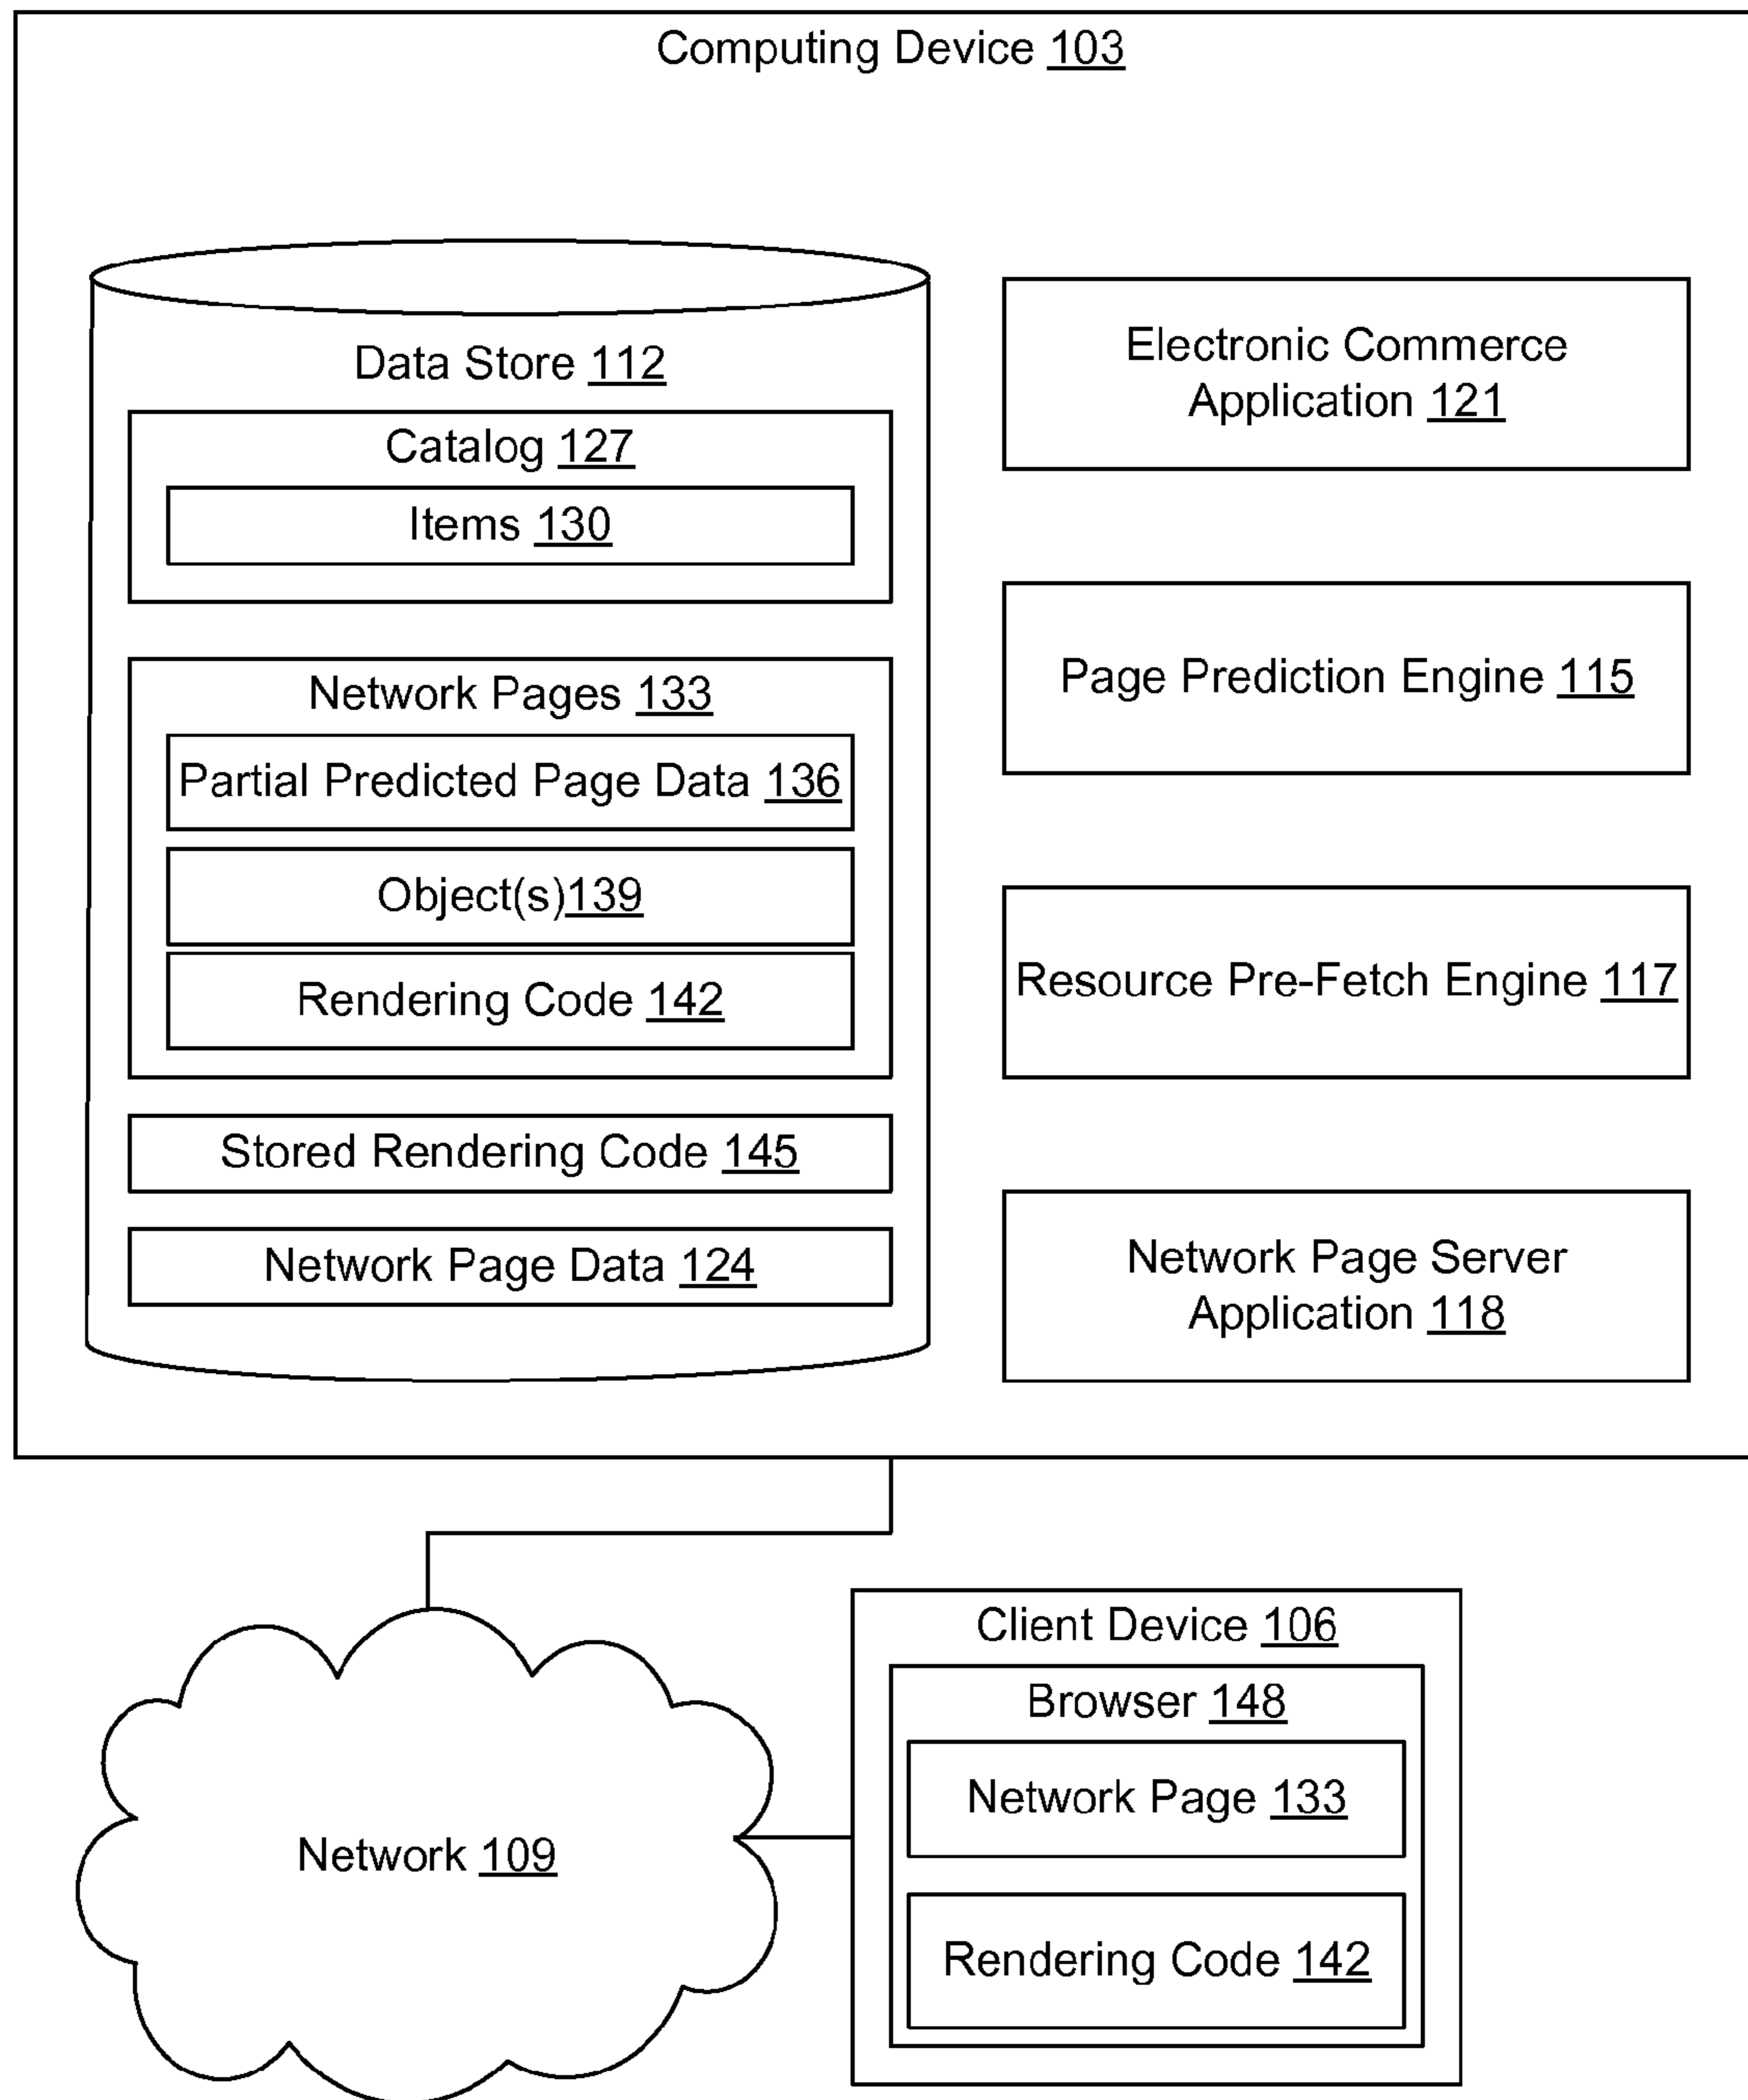 Computing Device 103
Data Store 112
Catalog 127
Items 130
Network Pages 133
Partial Predicted Page Data 136
Object(s)139
Rendering Code 142
Stored Rendering Code 145
Network Page Data 124
Electronic Commerce
Application 121
Page Prediction Engine 115
Resource Pre-Fetch Engine 117
Network Page Server
Application 118
Network 109
Client Device 106
Browser 148
Network Page 133
Rendering Code 142